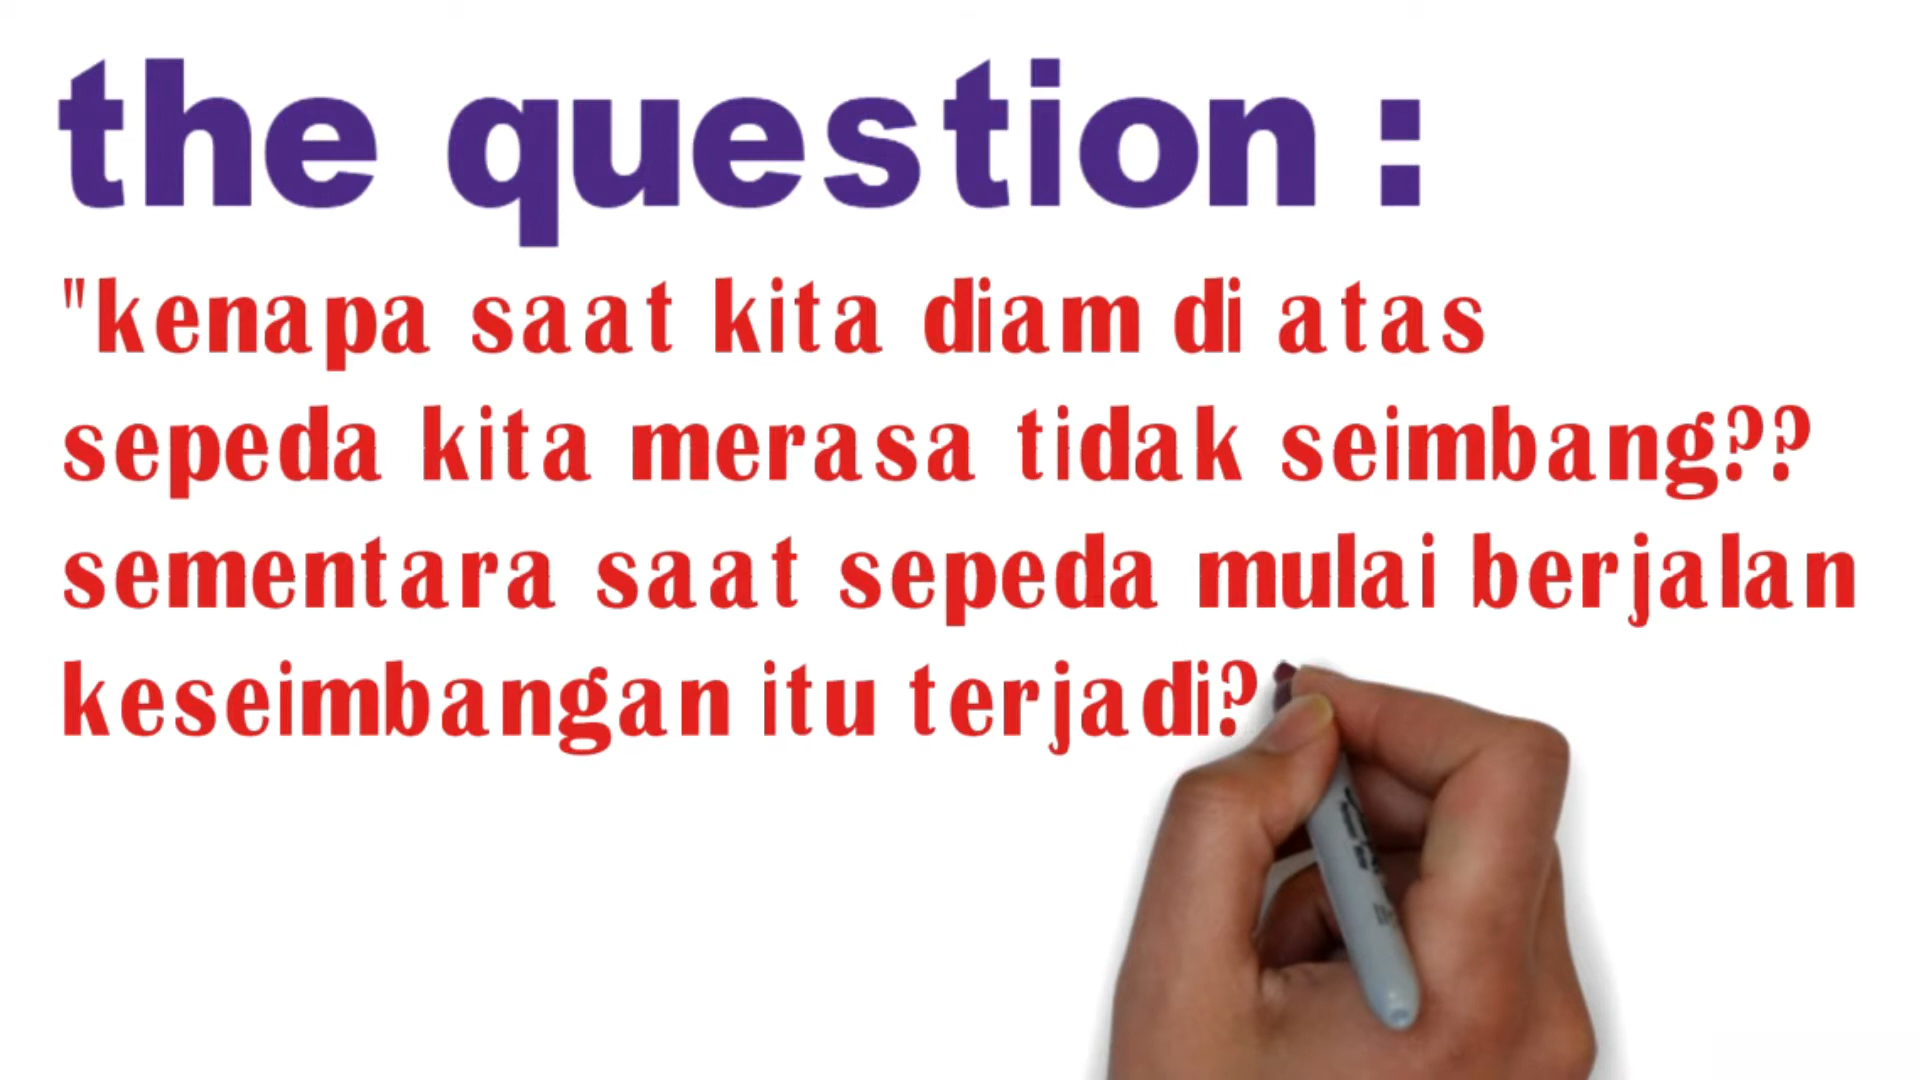 the question :
"kenapa saat kita diam di atas
sepeda kita merasa tidak seimbang??
sementara saat sepeda mulai berjalan
keseimbangan itu terjadi?